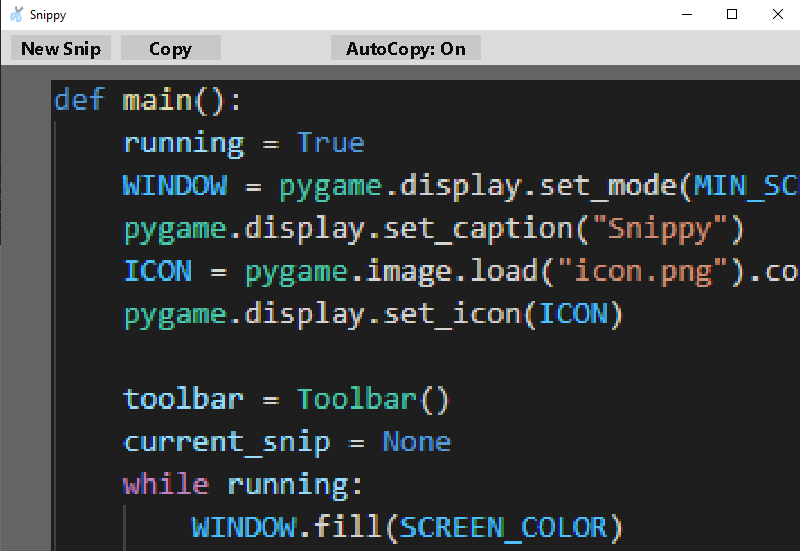 Snippy
New Snip Copy AutoCopy: On
def main():
running = True
WINDOW = pygame.display.set_mode(MIN_SC
pygame.display.set_caption("Snippy")
ICON = pygame.image.load("icon.png").co
pygame.display.set_icon(ICON)
toolbar = Toolbar()
current_snip = None
while running:
WINDOW.fill(SCREEN_COLOR)